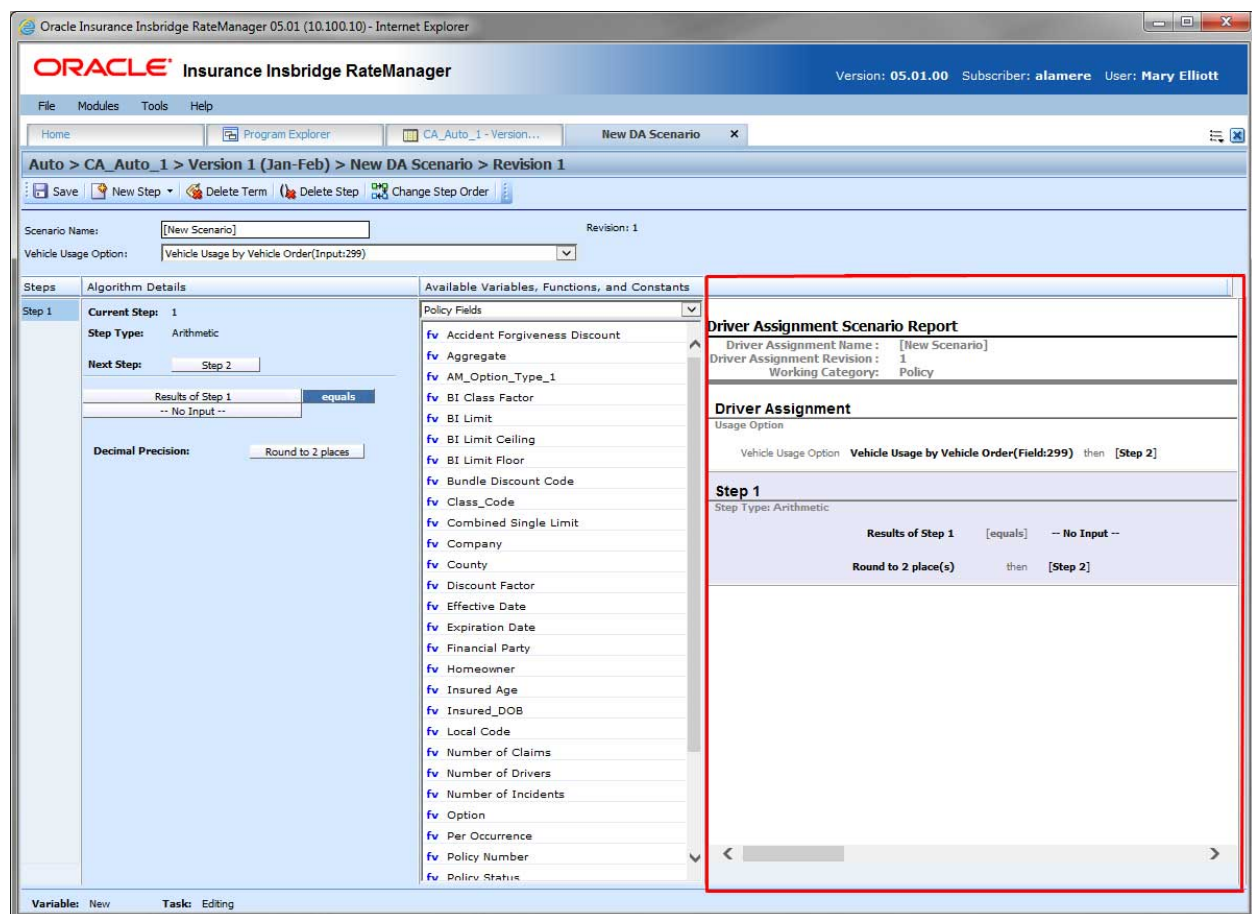 Oracle Insurance Insbridge RateManager 05.01 (10.100.10) - Internet Explorer
ORACLE Insurance Insbridge RateManager
Version: 05.01.00 Subscriber: alamere User: Mary Elliott
File Modules Tools Help
Home Program Explorer CA_Auto_1 - Version... New DA Scenario
Auto > CA_Auto_1 > Version 1 (Jan-Feb) > New DA Scenario > Revision 1
Save New Step Delete Term Delete Step Change Step Order
Scenario Name: [New Scenario] Revision: 1
Vehicle Usage Option: Vehicle Usage by Vehicle Order(Input:299)
Steps Algorithm Details Available Variables, Functions, and Constants
Step 1
Current Step: 1
Step Type: Arithmetic
Next Step: Step 2
Results of Step 1 equals
-- No Input --
Decimal Precision: Round to 2 places
Policy Fields
fv Accident Forgiveness Discount
fv Aggregate
fv AM_Option_Type_1
fv BI Class Factor
fv BI Limit
fv BI Limit Ceiling
fv BI Limit Floor
fv Bundle Discount Code
fv Class_Code
fv Combined Single Limit
fv Company
fv County
fv Discount Factor
fv Effective Date
fv Expiration Date
fv Financial Party
fv Homeowner
fv Insured Age
fv Insured_DOB
fv Local Code
fv Number of Claims
fv Number of Drivers
fv Number of Incidents
fv Option
fv Per Occurrence
fv Policy Number
fv Policy Status
Driver Assignment Scenario Report
Driver Assignment Name : [New Scenario]
Driver Assignment Revision : 1
Working Category: Policy
Driver Assignment
Usage Option
Vehicle Usage Option Vehicle Usage by Vehicle Order(Field:299) then [Step 2]
Step 1
Step Type: Arithmetic
Results of Step 1 [equals] -- No Input --
Round to 2 place(s) then [Step 2]
Variable: New Task: Editing